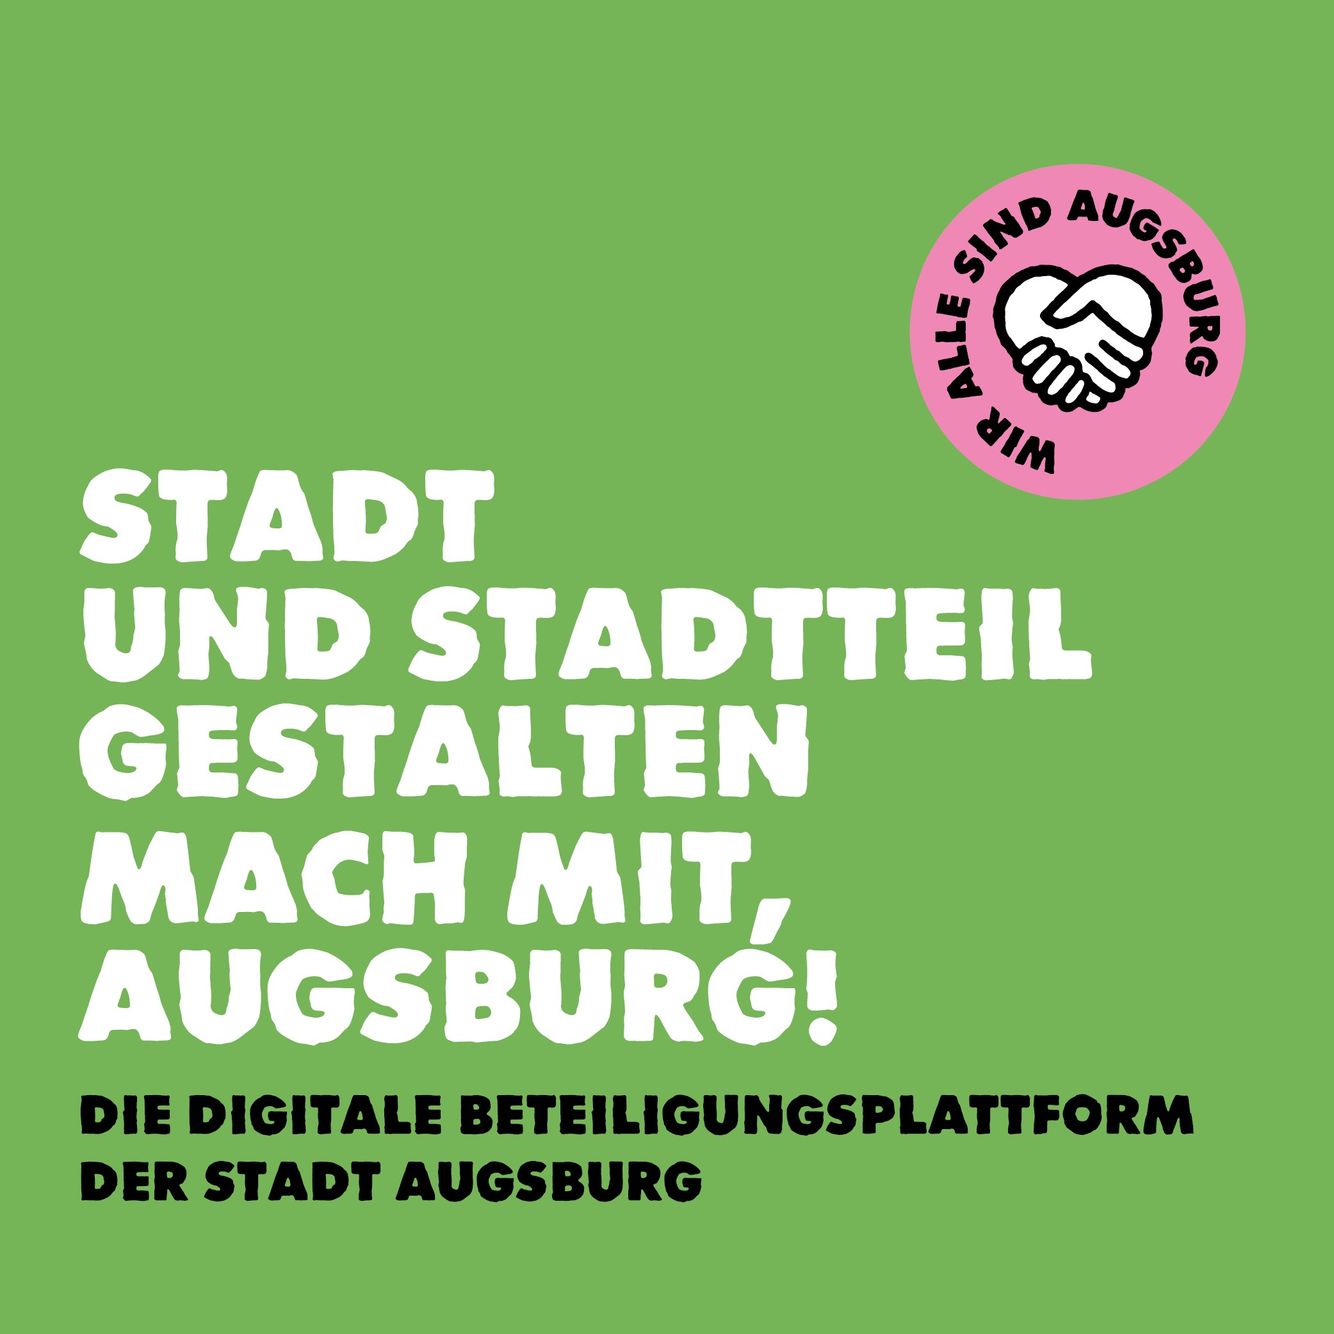 WIR ALLE SIND AUGSBURG
STADT
UND STADTTEIL
GESTALTEN
MACH MIT,
AUGSBURG!
DIE DIGITALE BETEILIGUNGSPLATTFORM
DER STADT AUGSBURG